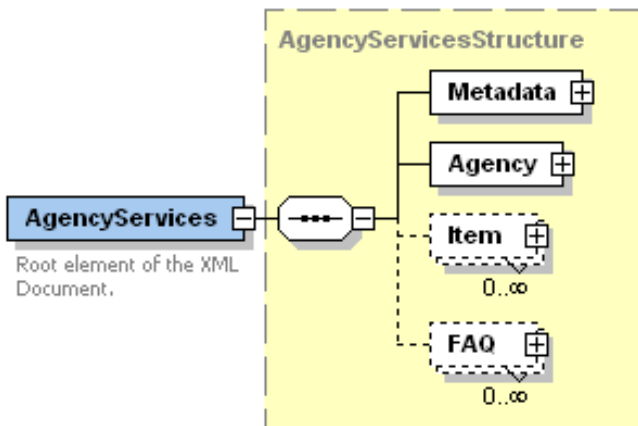 AgencyServicesStructure
Metadata
Agency
AgencyServices
Root element of the XML
Document.
Item
0..∞
FAQ
0..∞